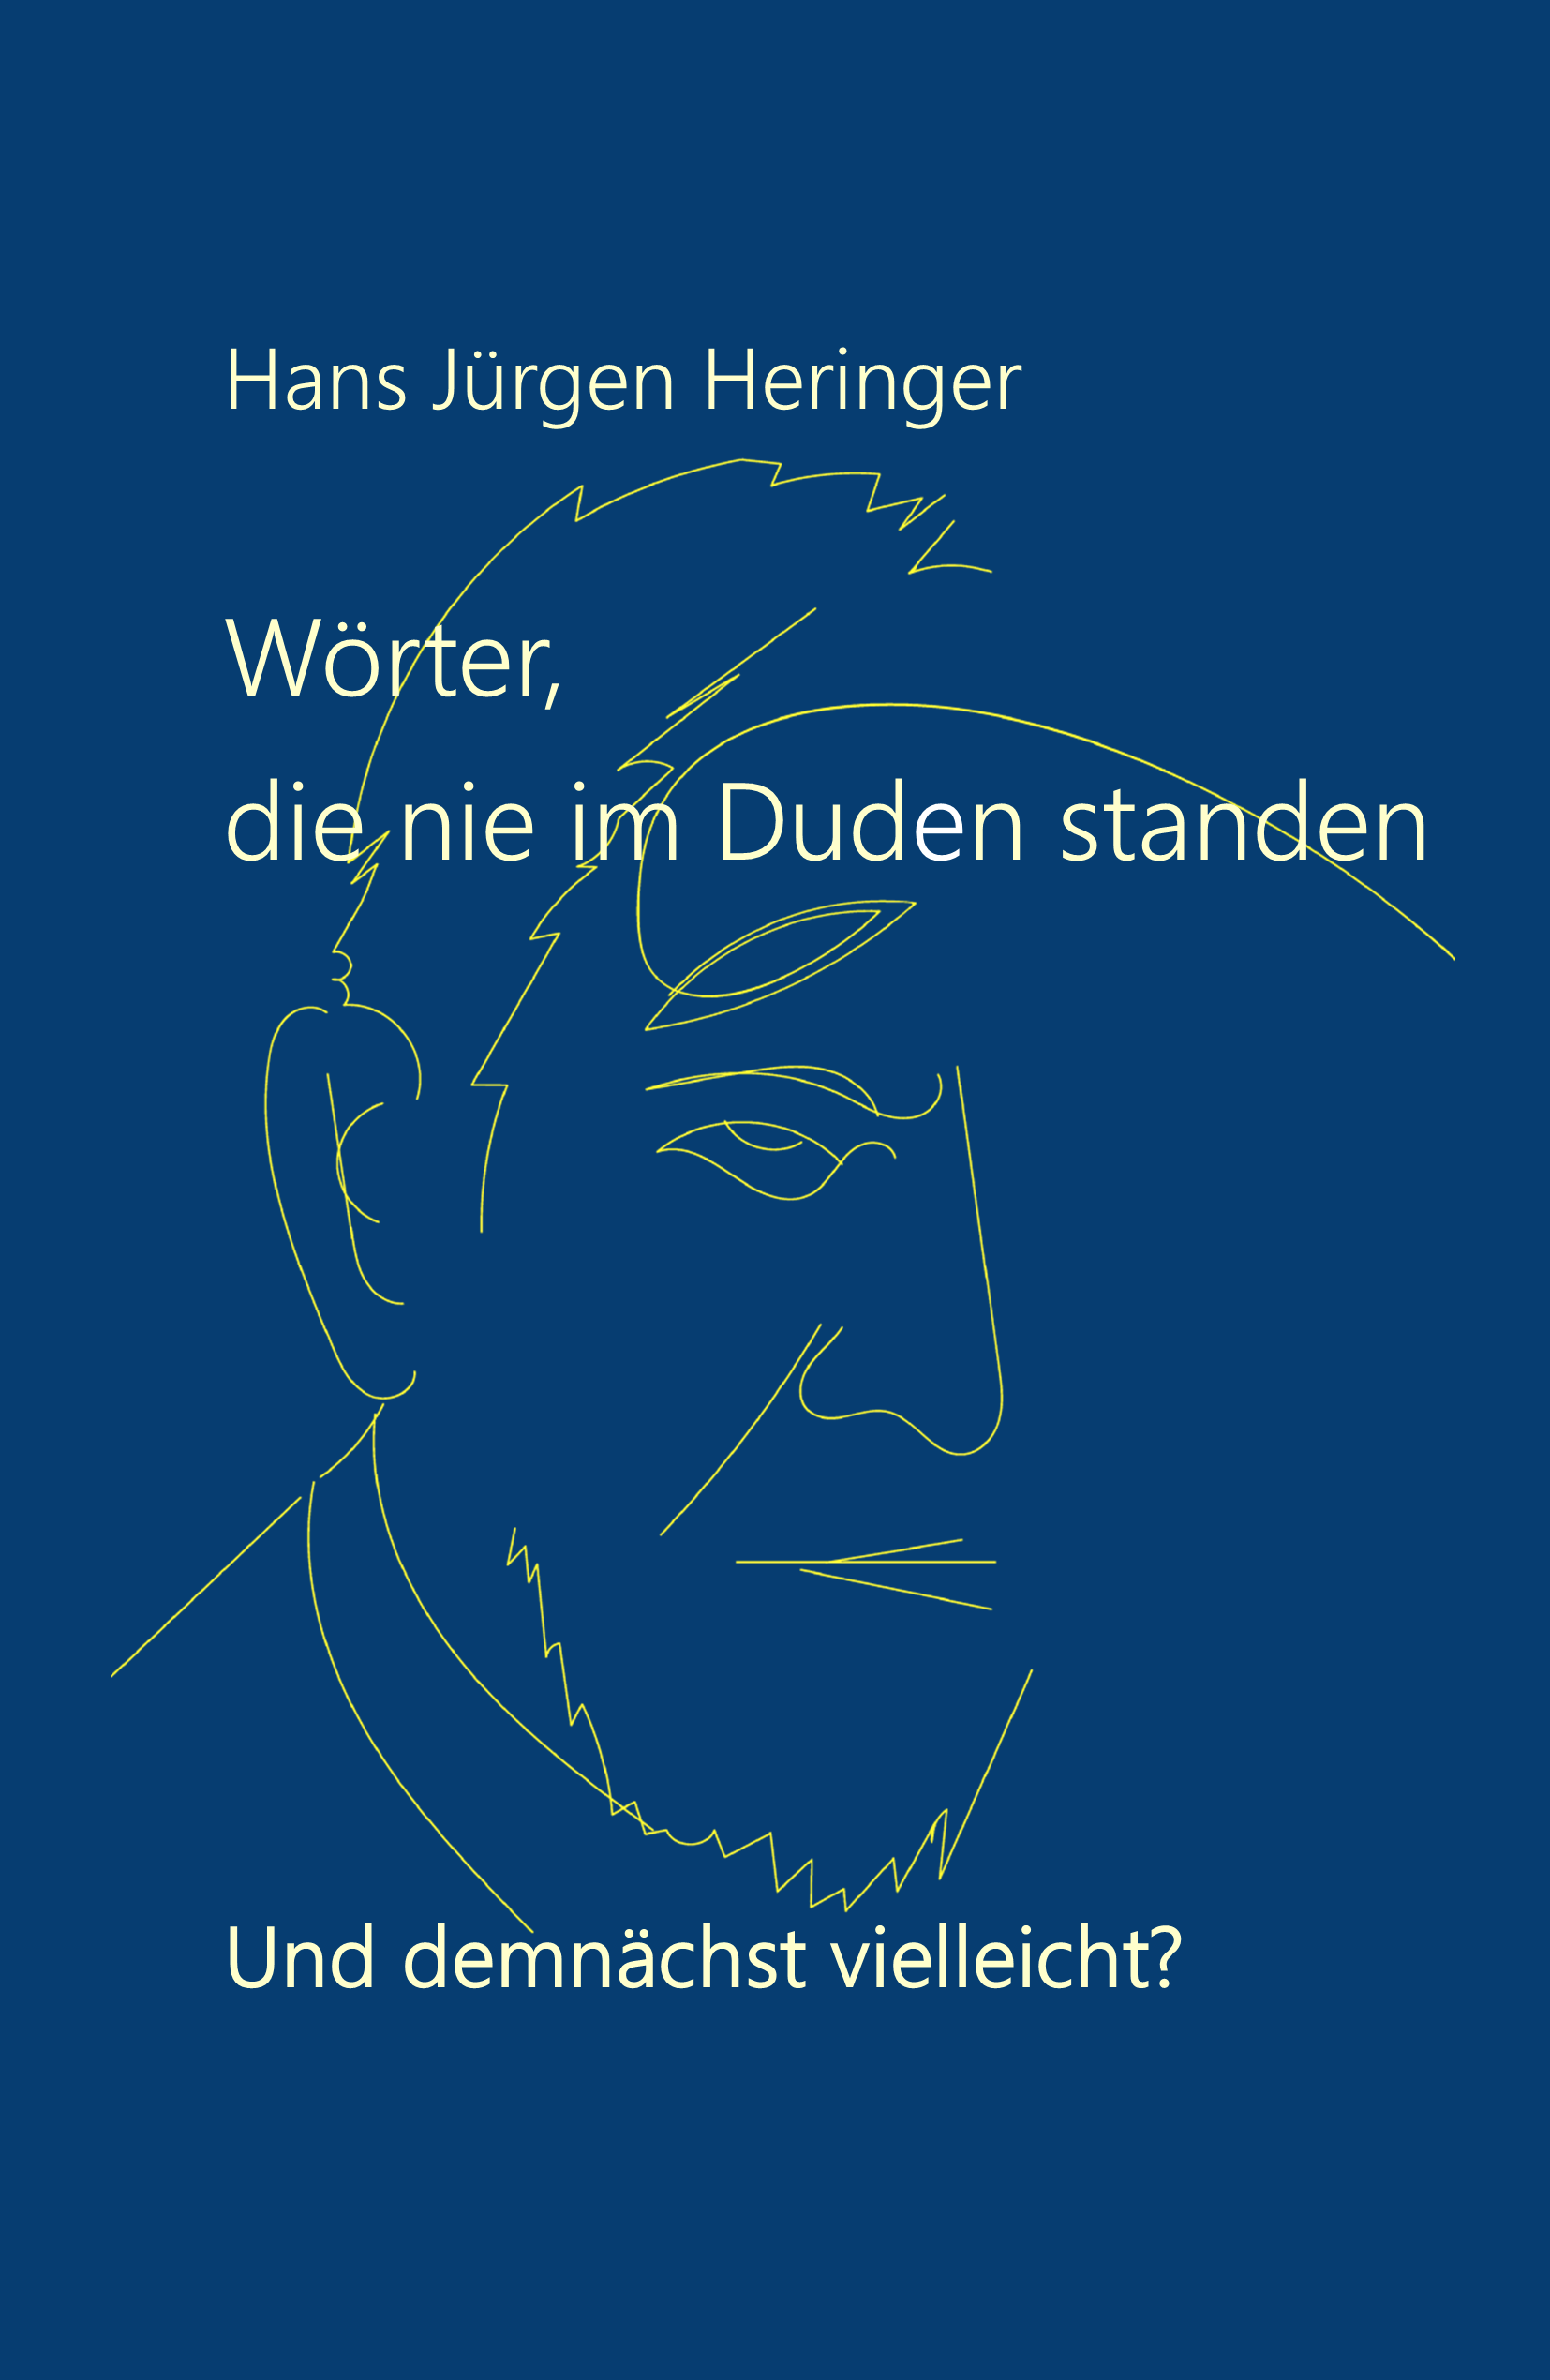 Hans Jürgen Heringer
Wörter,
die nie im Duden standen
Und demnächst vielleicht?